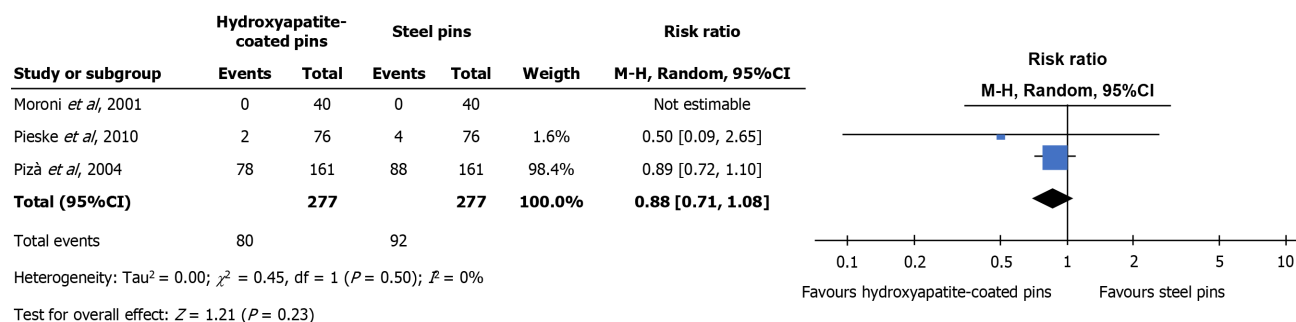 Hydroxyapatite-coated pins Steel pins Risk ratio Risk ratio
Study or subgroup Events Total Events Total Weigth M-H, Random, 95%CI M-H, Random, 95%CI
Moroni et al, 2001 0 40 0 40 Not estimable
Pieske et al, 2010 2 76 4 76 1.6% 0.50 [0.09, 2.65]
Pizà et al, 2004 78 161 88 161 98.4% 0.89 [0.72, 1.10]
Total (95%CI) 277 277 100.0% 0.88 [0.71, 1.08]
Total events 80 92
0.1 0.2 0.5 1 2 5 10
Heterogeneity: Tau² = 0.00; χ² = 0.45, df = 1 (P = 0.50); I² = 0%
Favours hydroxyapatite-coated pins Favours steel pins
Test for overall effect: Z = 1.21 (P = 0.23)